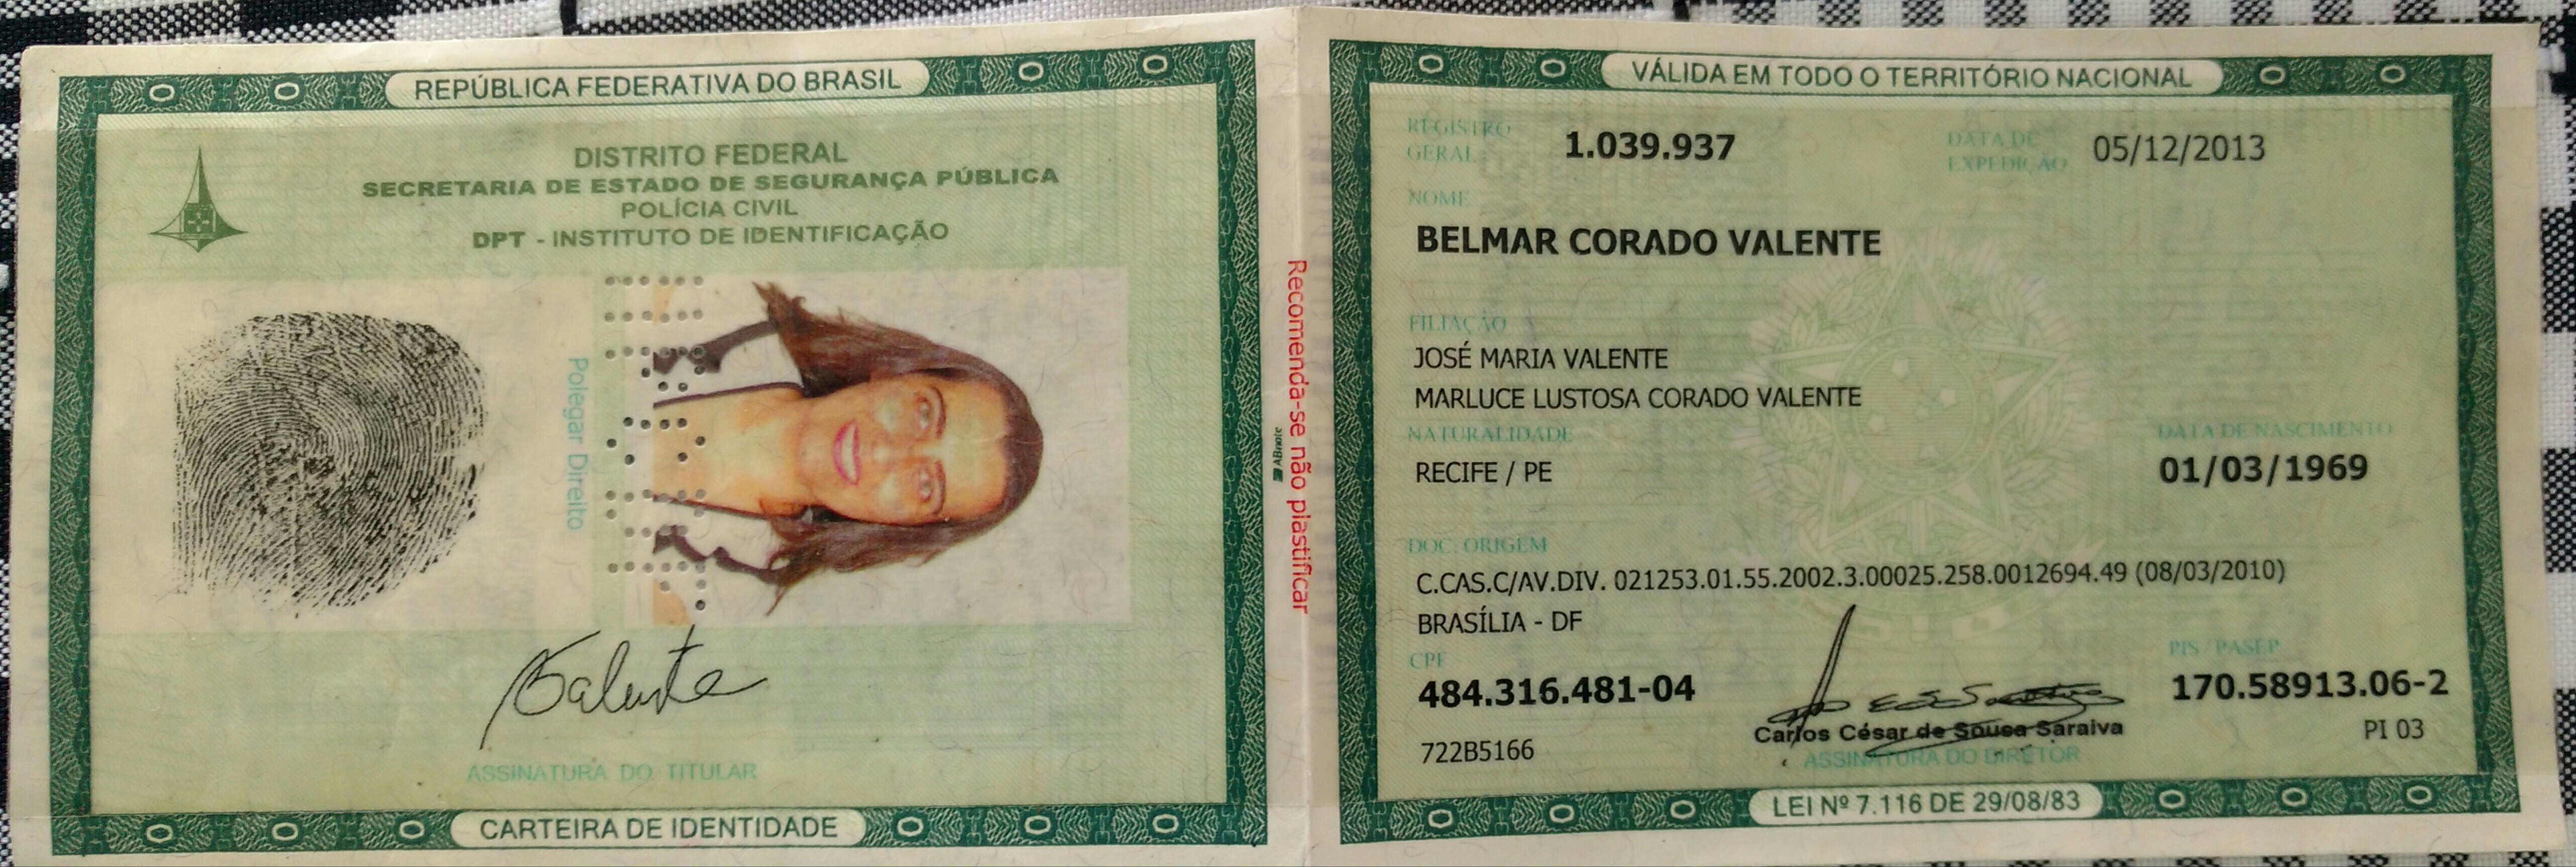 REPÚBLICA FEDERATIVA DO BRASIL
DISTRITO FEDERAL
SECRETARIA DE ESTADO DE SEGURANÇA PÚBLICA
POLÍCIA CIVIL
DPT - INSTITUTO DE IDENTIFICAÇÃO
Polegar Direito
Valente
ASSINATURA DO TITULAR
CARTEIRA DE IDENTIDADE
Recomenda-se não plastificar
ABnote
VÁLIDA EM TODO O TERRITÓRIO NACIONAL
REGISTRO GERAL 1.039.937 DATA DE EXPEDIÇÃO 05/12/2013
NOME
BELMAR CORADO VALENTE
FILIAÇÃO
JOSÉ MARIA VALENTE
MARLUCE LUSTOSA CORADO VALENTE
NATURALIDADE DATA DE NASCIMENTO
RECIFE / PE 01/03/1969
DOC. ORIGEM
C.CAS.C/AV.DIV. 021253.01.55.2002.3.00025.258.0012694.49 (08/03/2010)
BRASÍLIA - DF
CPF PIS / PASEP
484.316.481-04 170.58913.06-2
Carlos César de Sousa Saraiva PI 03
722B5166
ASSINATURA DO DIRETOR
LEI Nº 7.116 DE 29/08/83